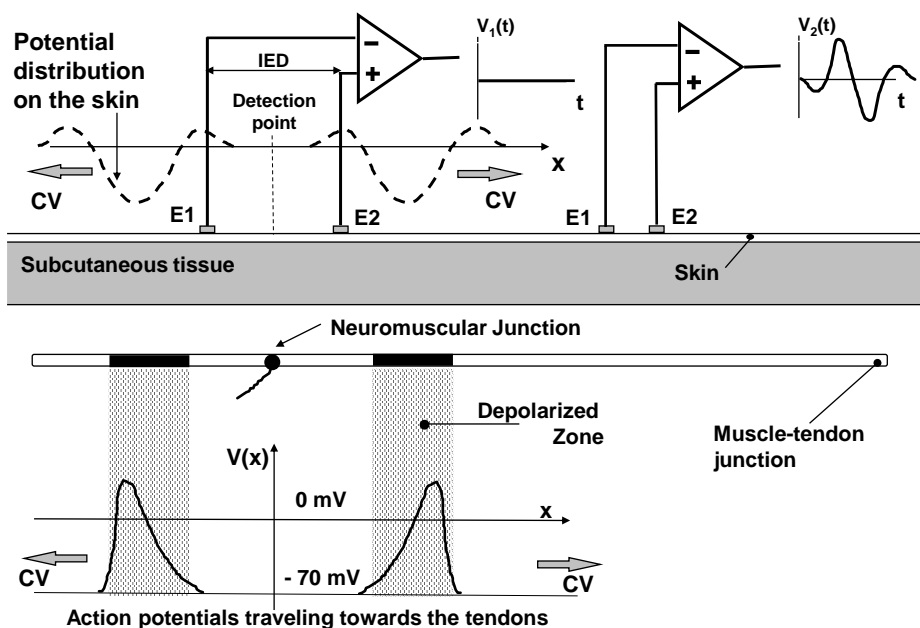 Potential
distribution
on the skin
IED
Detection
point
−
+
V1(t)
t
−
+
V2(t)
t
x
CV
CV
E1
E2
E1
E2
Subcutaneous tissue
Skin
Neuromuscular Junction
Depolarized
Zone
Muscle-tendon
junction
V(x)
0 mV
x
- 70 mV
CV
CV
Action potentials traveling towards the tendons